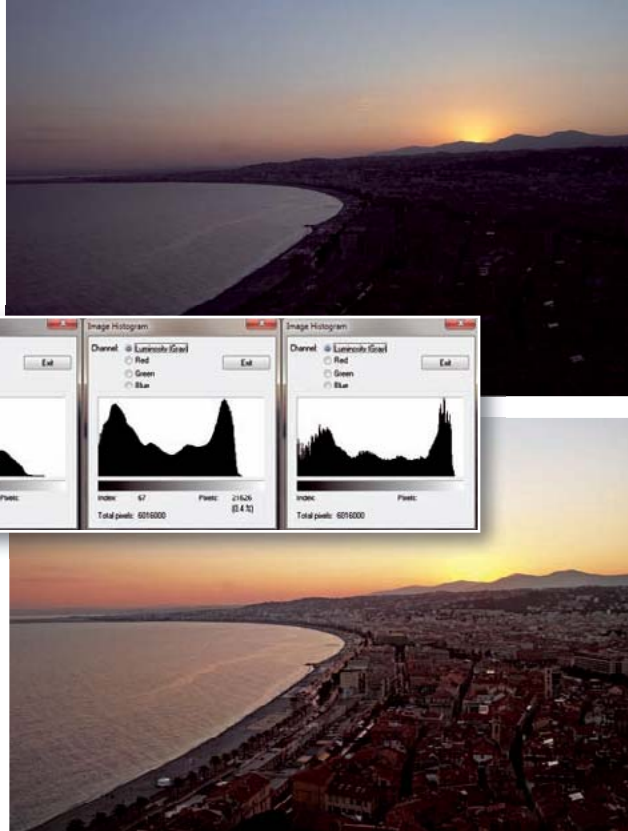 Exit
Pixels:
Image Histogram
Channel: Luminosity (Gray)
Red
Green
Blue
Exit
Index: 67 Pixels: 21626
(0.4 %)
Total pixels: 6016000
Image Histogram
Channel: Luminosity (Gray)
Red
Green
Blue
Exit
Index: Pixels:
Total pixels: 6016000